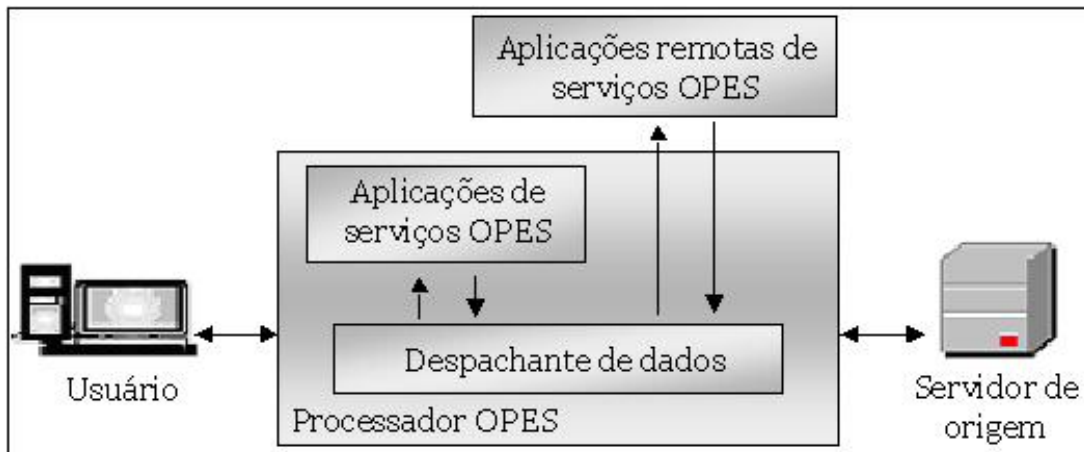 Aplicações remotas de
serviços OPES
Aplicações de
serviços OPES
Despachante de dados
Usuário
Processador OPES
Servidor de
origem